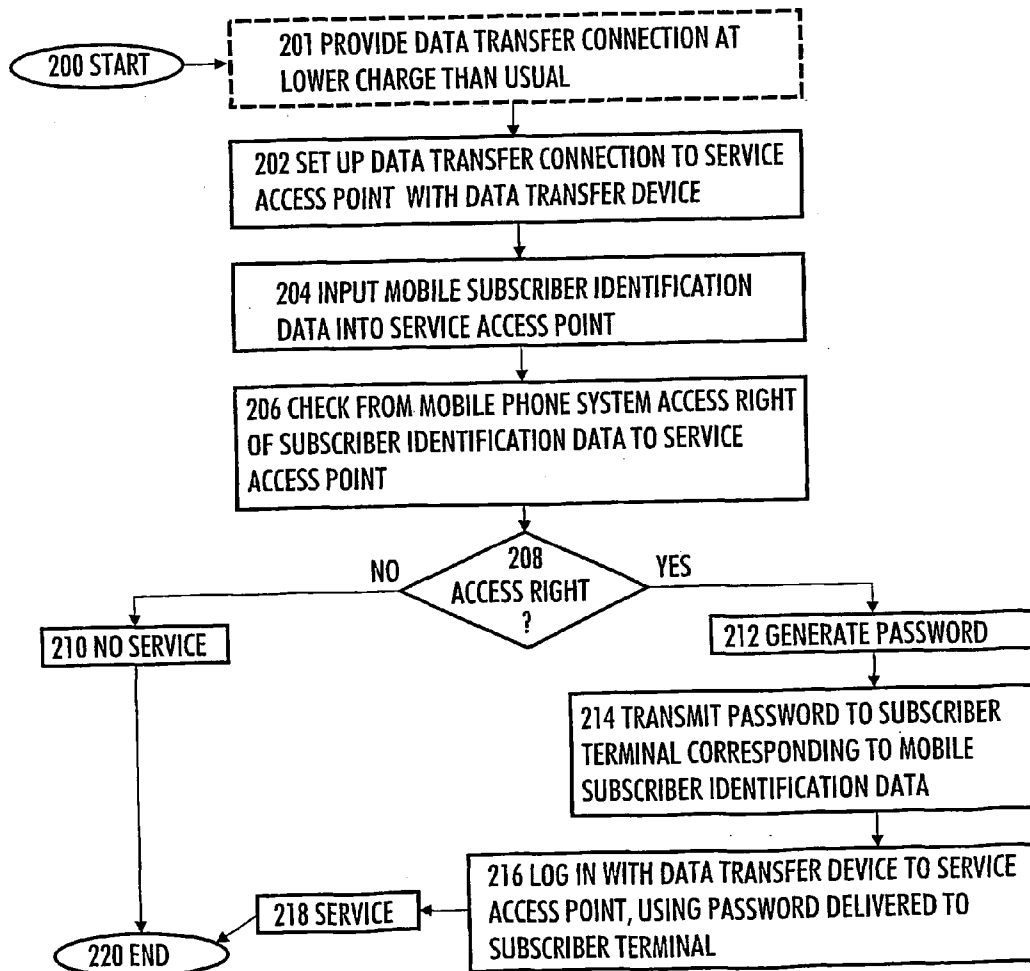 200 START
201 PROVIDE DATA TRANSFER CONNECTION AT
LOWER CHARGE THAN USUAL
202 SET UP DATA TRANSFER CONNECTION TO SERVICE
ACCESS POINT WITH DATA TRANSFER DEVICE
204 INPUT MOBILE SUBSCRIBER IDENTIFICATION
DATA INTO SERVICE ACCESS POINT
206 CHECK FROM MOBILE PHONE SYSTEM ACCESS RIGHT
OF SUBSCRIBER IDENTIFICATION DATA TO SERVICE
ACCESS POINT
208
ACCESS RIGHT
?
NO
YES
210 NO SERVICE
212 GENERATE PASSWORD
214 TRANSMIT PASSWORD TO SUBSCRIBER
TERMINAL CORRESPONDING TO MOBILE
SUBSCRIBER IDENTIFICATION DATA
216 LOG IN WITH DATA TRANSFER DEVICE TO SERVICE
ACCESS POINT, USING PASSWORD DELIVERED TO
SUBSCRIBER TERMINAL
218 SERVICE
220 END